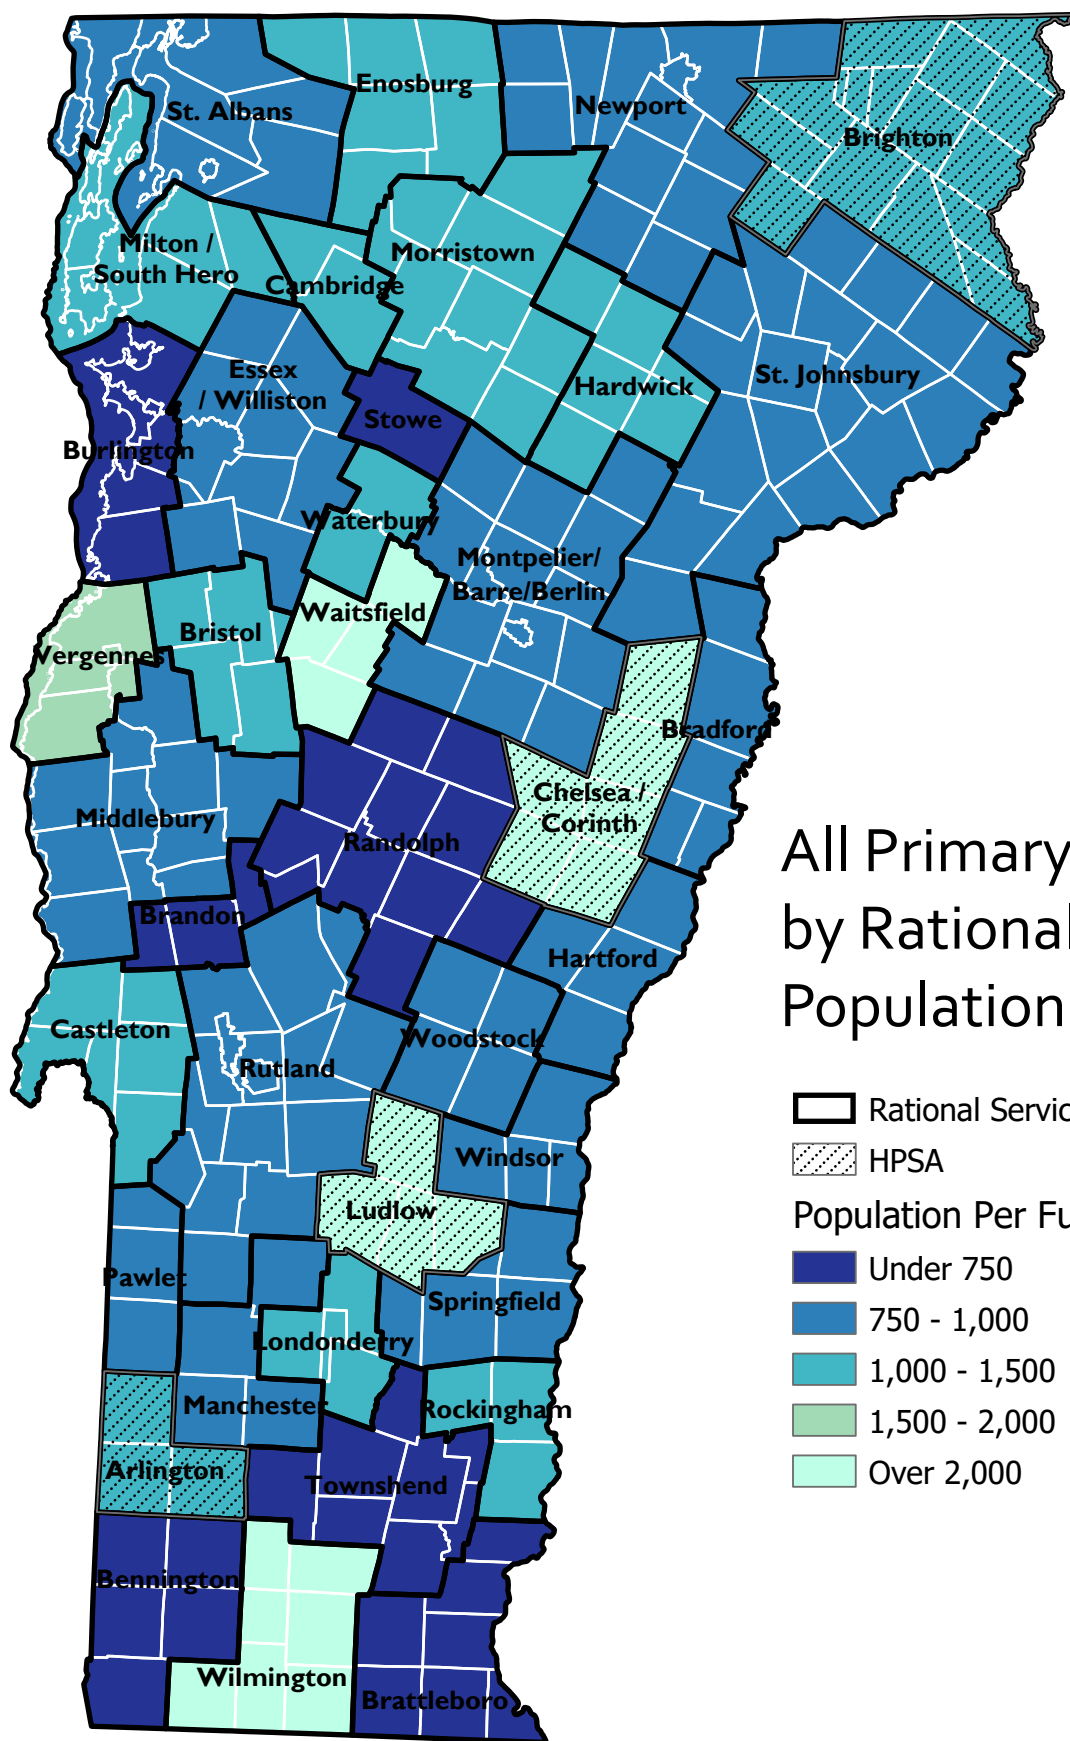 Enosburg
St. Albans
Newport
Brighton
Milton /
South Hero
Morristown
Cambridge
Essex
/ Williston
St. Johnsbury
Hardwick
Stowe
Burlington
Waterbury
Montpelier/
Barre/Berlin
Waitsfield
Bristol
Vergennes
Bradford
Chelsea /
Corinth
Middlebury
Randolph
Brandon
Hartford
Castleton
Woodstock
Rutland
Windsor
Ludlow
Pawlet
Springfield
Londonderry
Manchester
Rockingham
Arlington
Townshend
Bennington
Wilmington
Brattleboro
All Primary
by Rational
Population
Rational Servic
HPSA
Population Per Fu
Under 750
750 - 1,000
1,000 - 1,500
1,500 - 2,000
Over 2,000